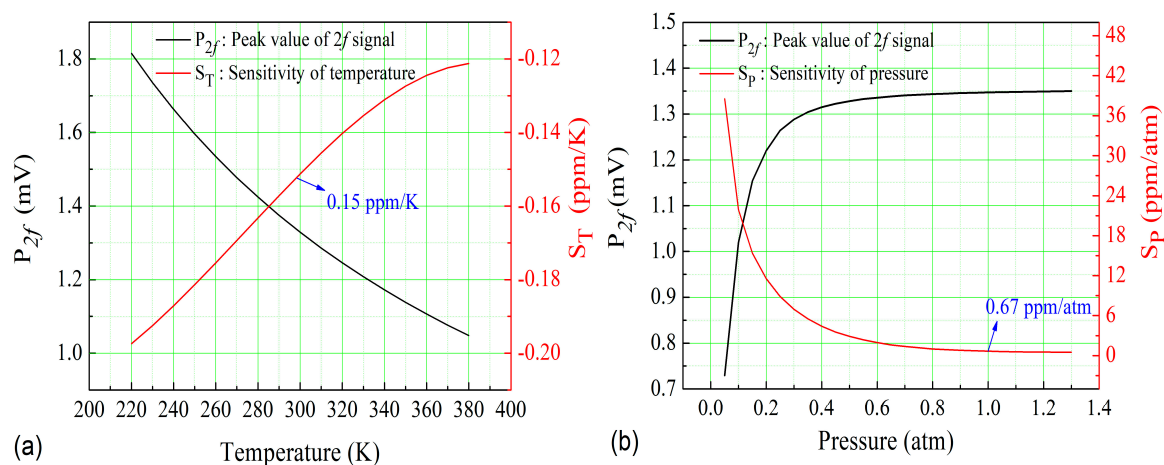 P2f : Peak value of 2f signal
ST : Sensitivity of temperature
0.15 ppm/K
1.8
1.6
1.4
1.2
1.0
P2f (mV)
-0.12
-0.14
-0.16
-0.18
-0.20
ST (ppm/K)
200 220 240 260 280 300 320 340 360 380 400
Temperature (K)
(a)
P2f : Peak value of 2f signal
SP : Sensitivity of pressure
0.67 ppm/atm
1.5
1.4
1.3
1.2
1.1
1.0
0.9
0.8
0.7
P2f (mV)
48
42
36
30
24
18
12
6
0
SP (ppm/atm)
0.0 0.2 0.4 0.6 0.8 1.0 1.2 1.4
Pressure (atm)
(b)